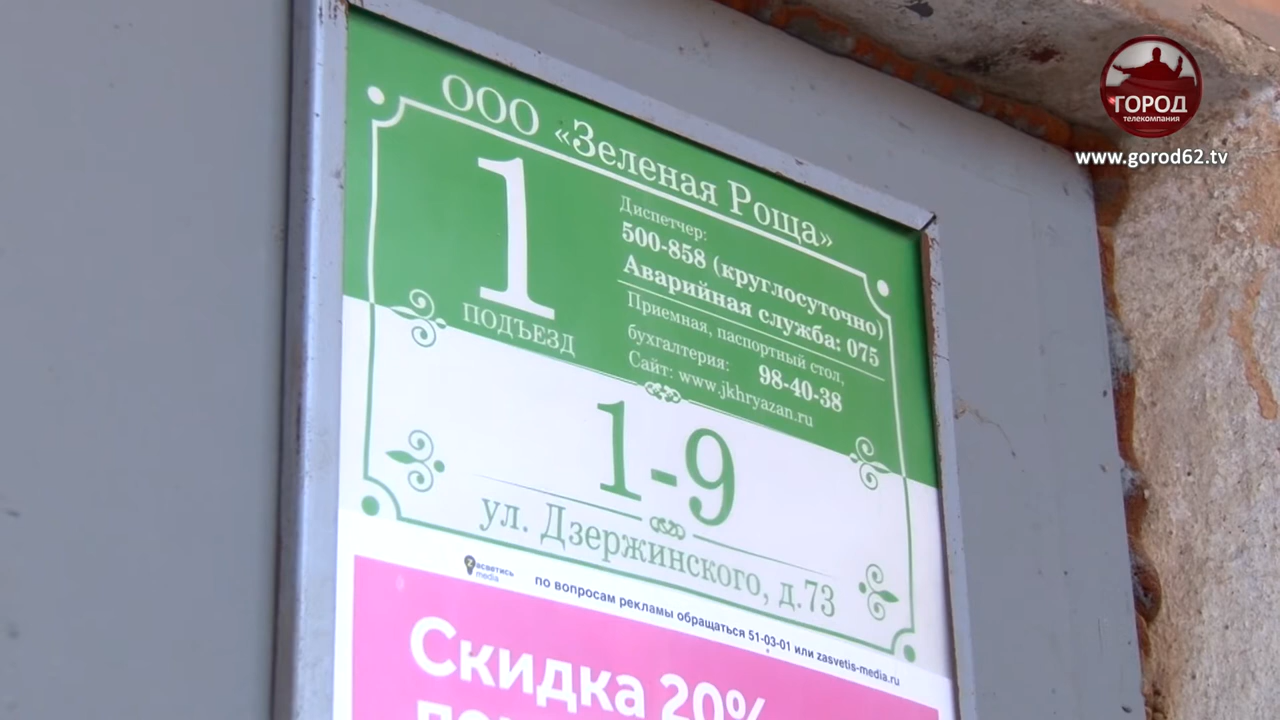 ГОРОД
телекомпания
www.gorod62.tv
ООО «Зеленая Роща»
1
ПОДЪЕЗД
Диспетчер:
500-858 (круглосуточно)
Аварийная служба: 075
Приемная, паспортный стол,
бухгалтерия: 98-40-38
Сайт: www.jkhryazan.ru
1-9
ул. Дзержинского, д.73
Zасветись
media
по вопросам рекламы обращаться 51-03-01 или zasvetis-media.ru
Скидка 20%